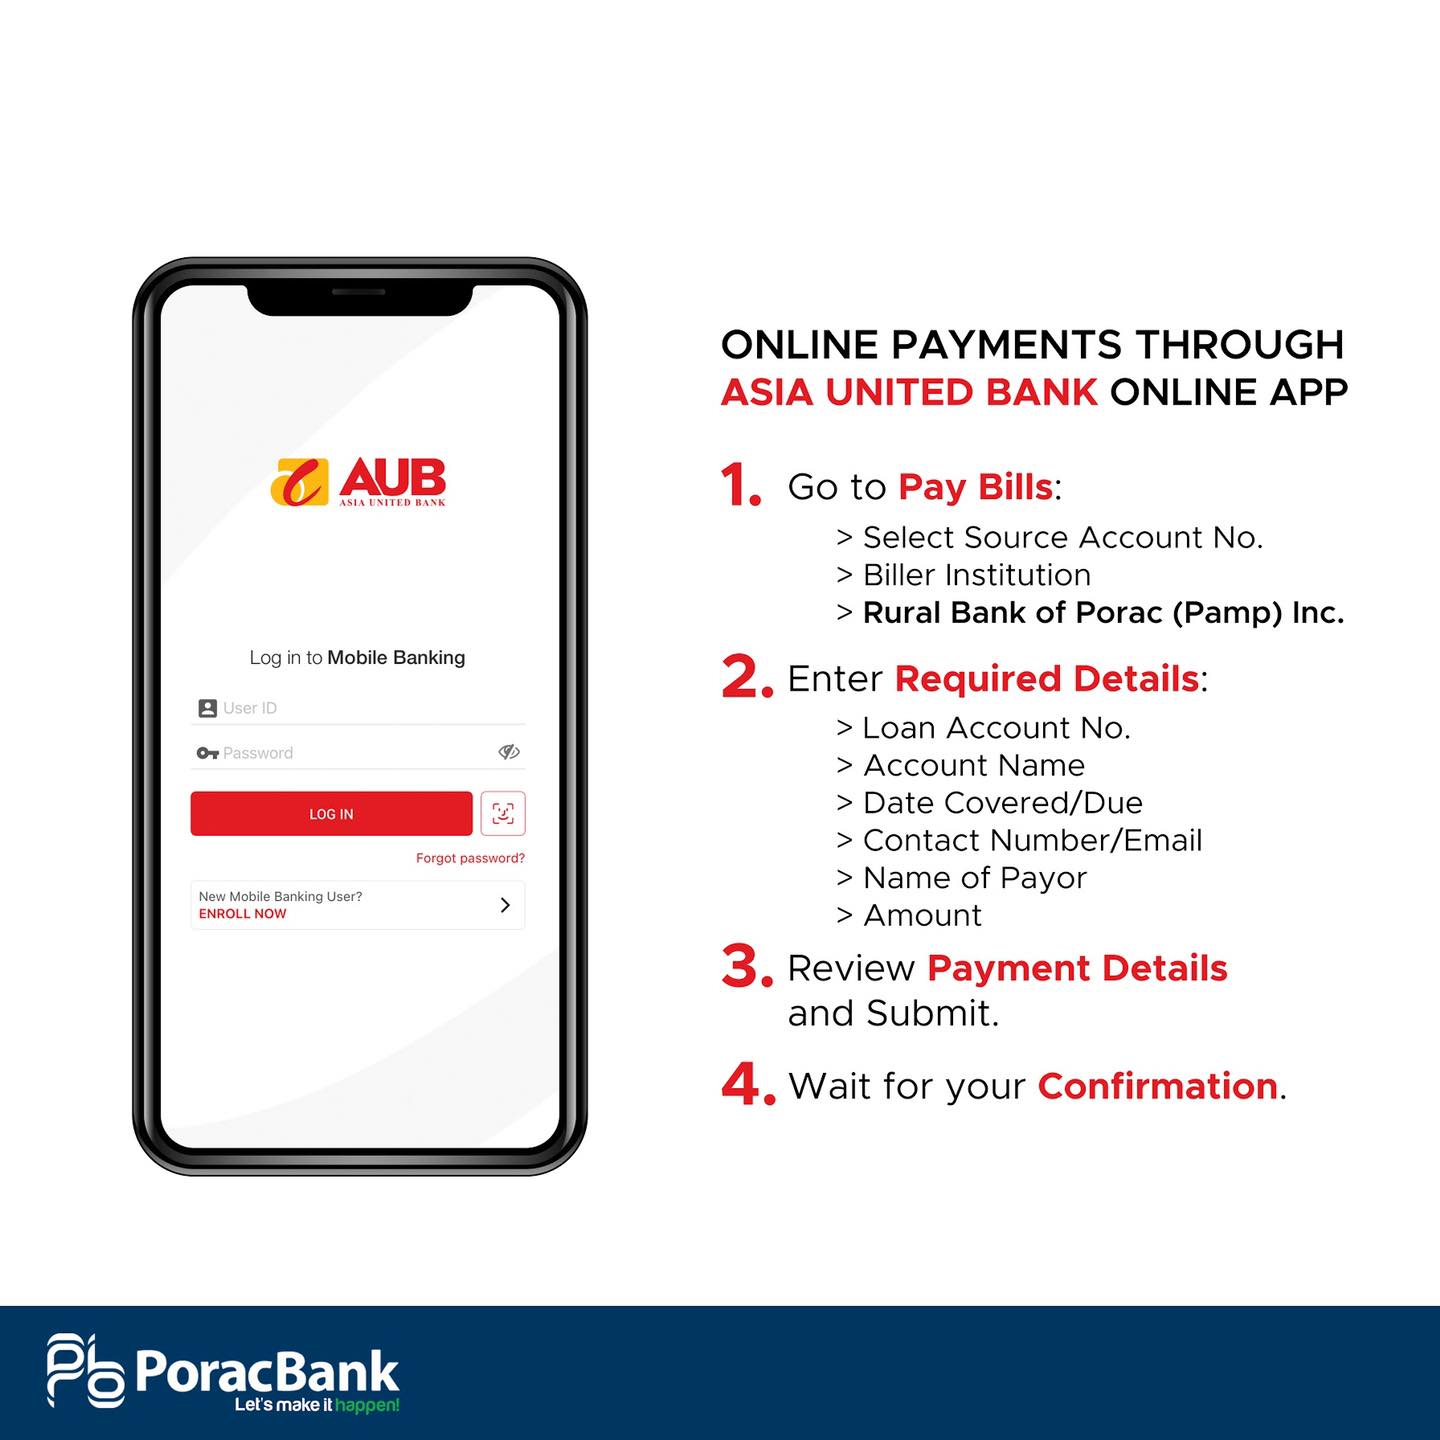 AUB
ASIA UNITED BANK
Log in to Mobile Banking
User ID
Password
LOG IN
Forgot password?
New Mobile Banking User?
ENROLL NOW
ONLINE PAYMENTS THROUGH
ASIA UNITED BANK ONLINE APP
1. Go to Pay Bills:
> Select Source Account No.
> Biller Institution
> Rural Bank of Porac (Pamp) Inc.
2. Enter Required Details:
> Loan Account No.
> Account Name
> Date Covered/Due
> Contact Number/Email
> Name of Payor
> Amount
3. Review Payment Details
and Submit.
4. Wait for your Confirmation.
PoracBank
Let's make it happen!